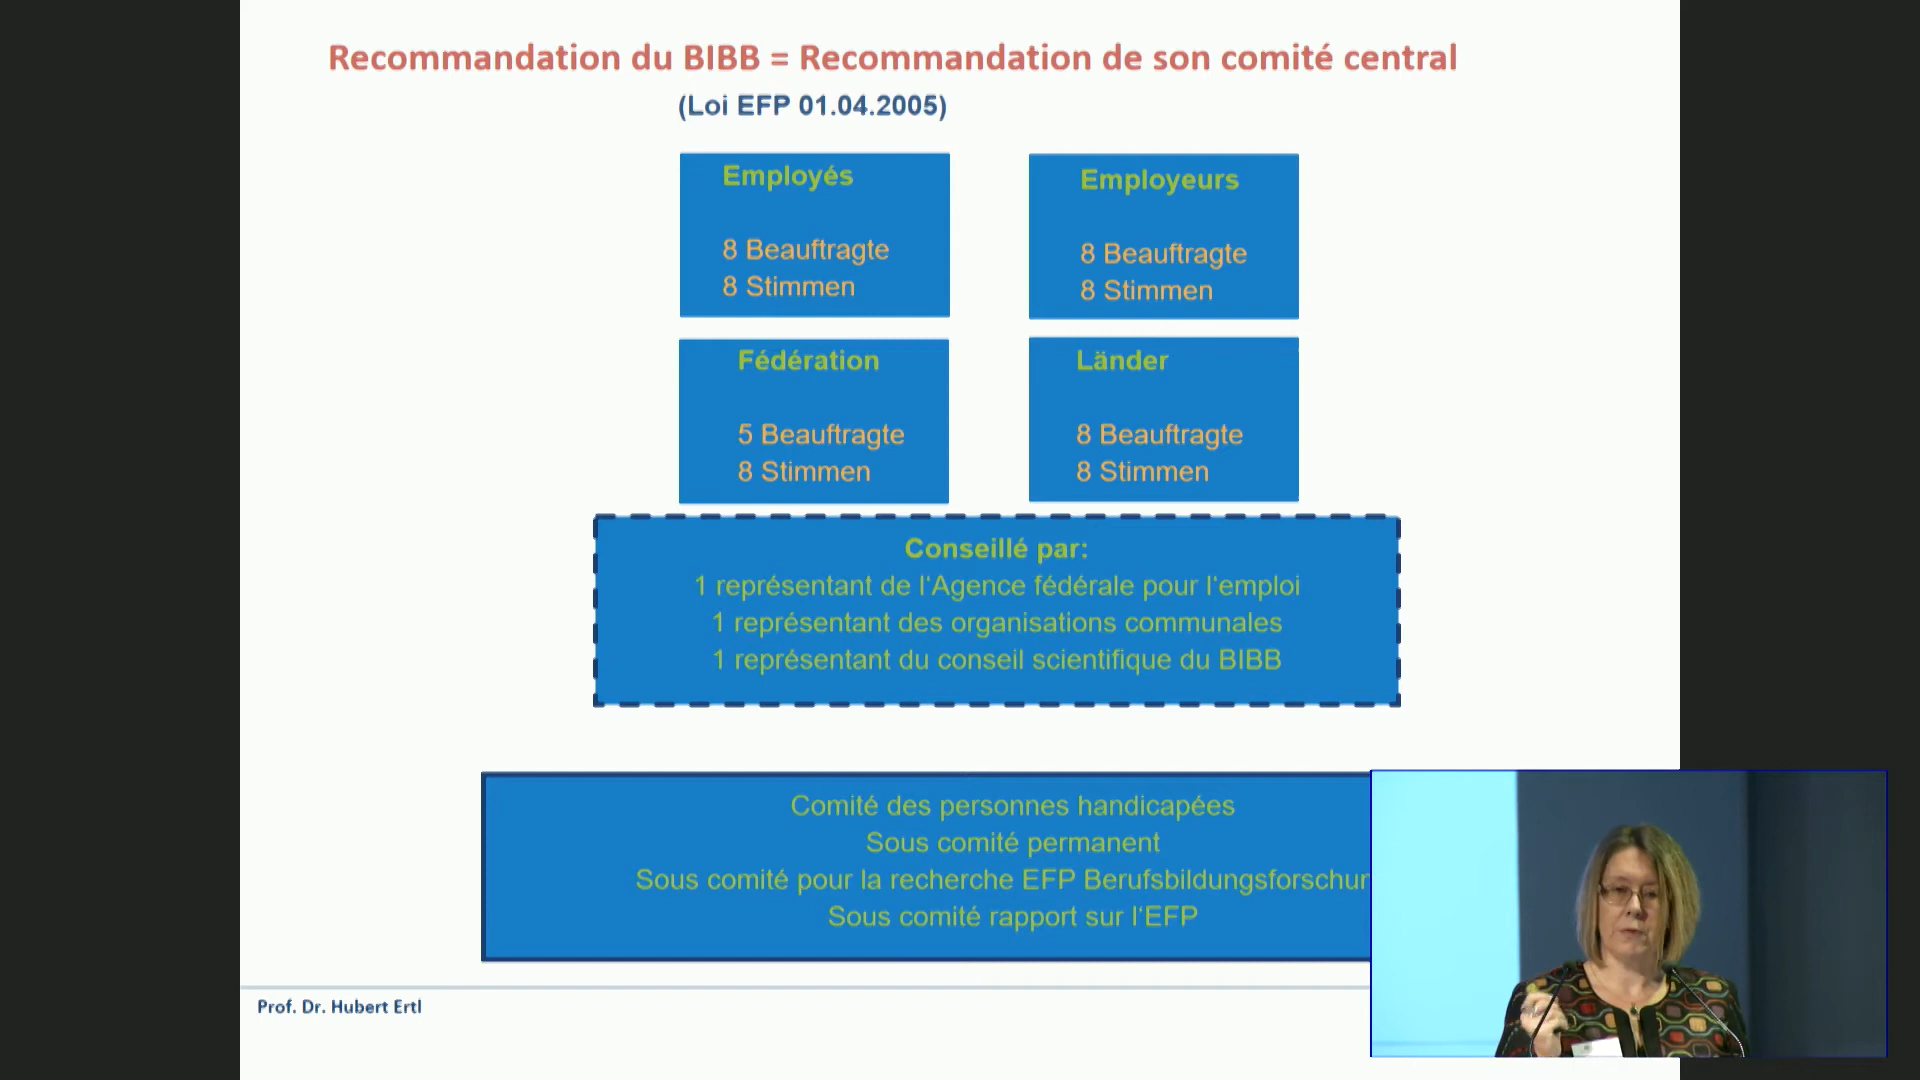 Recommandation du BIBB = Recommandation de son comité central
(Loi EFP 01.04.2005)
Employés
8 Beauftragte
8 Stimmen
Employeurs
8 Beauftragte
8 Stimmen
Fédération
5 Beauftragte
8 Stimmen
Länder
8 Beauftragte
8 Stimmen
Conseillé par:
1 représentant de l‘Agence fédérale pour l‘emploi
1 représentant des organisations communales
1 représentant du conseil scientifique du BIBB
Comité des personnes handicapées
Sous comité permanent
Sous comité pour la recherche EFP Berufsbildungsforschun
Sous comité rapport sur l‘EFP
Prof. Dr. Hubert Ertl